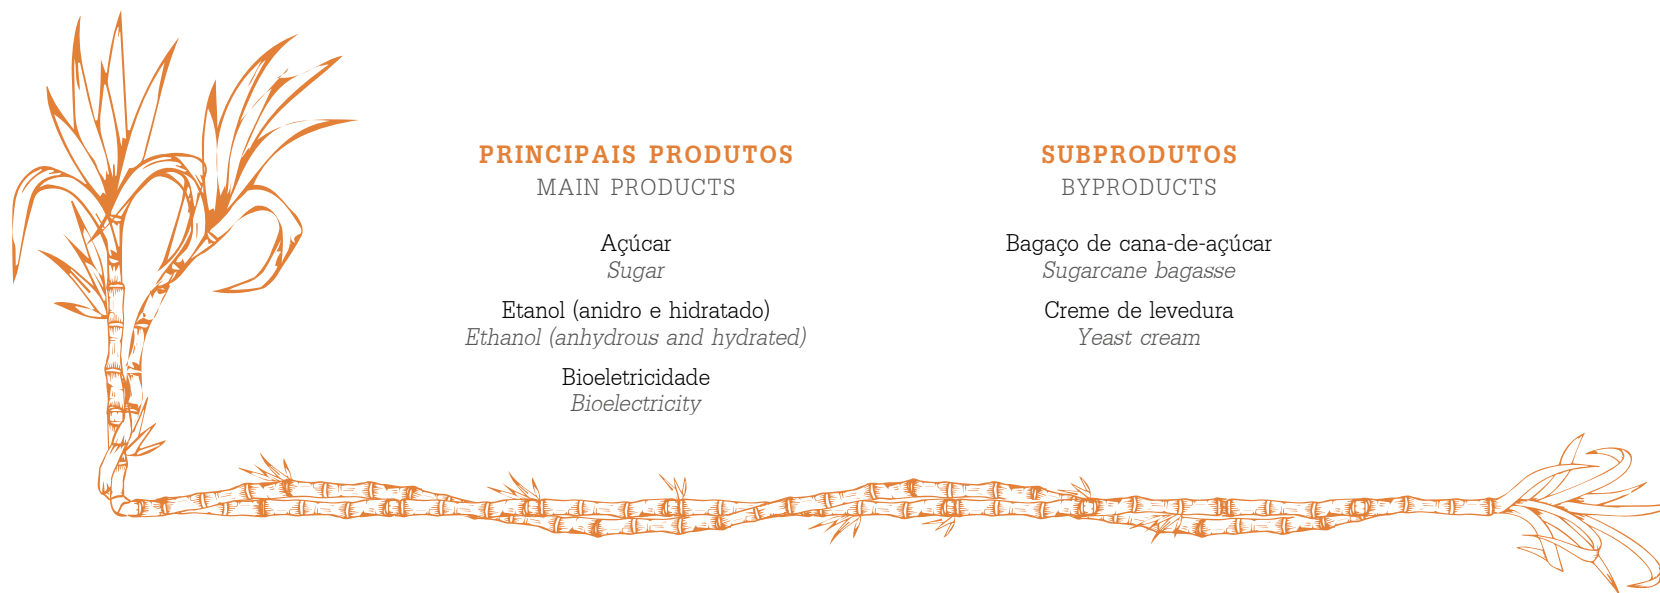 PRINCIPAIS PRODUTOS
MAIN PRODUCTS
Açúcar
Sugar
Etanol (anidro e hidratado)
Ethanol (anhydrous and hydrated)
Bioeletricidade
Bioelectricity
SUBPRODUTOS
BYPRODUCTS
Bagaço de cana-de-açúcar
Sugarcane bagasse
Creme de levedura
Yeast cream